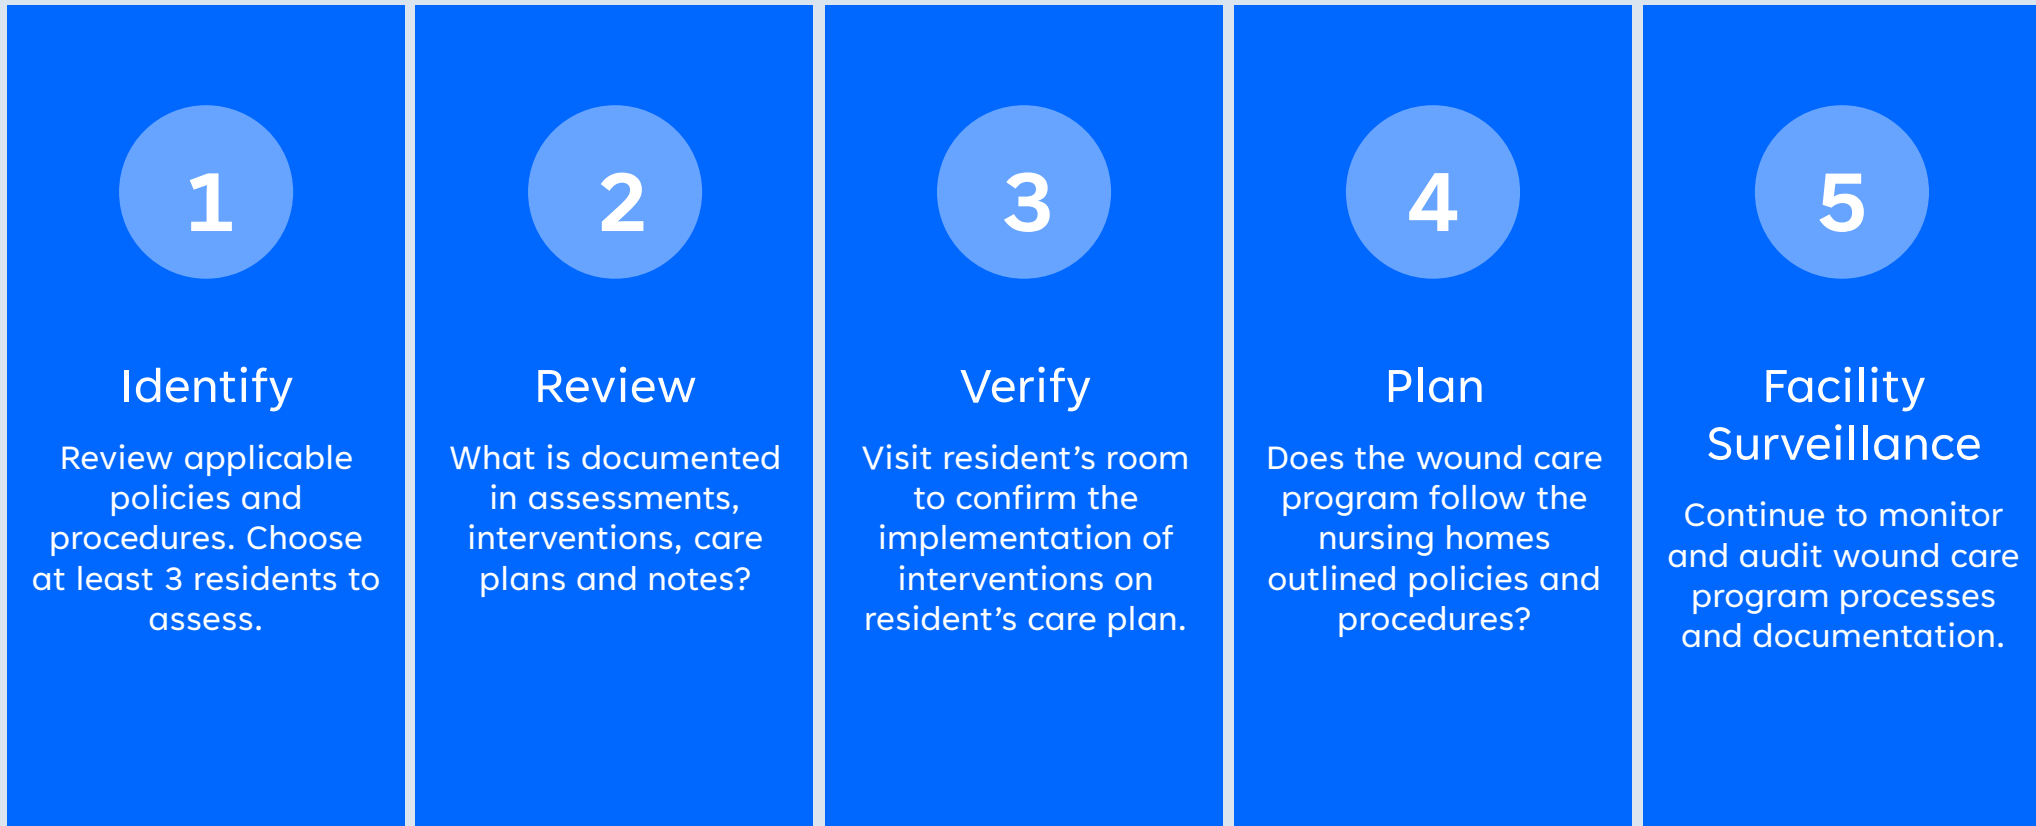 1
Identify
Review applicable
policies and
procedures. Choose
at least 3 residents to
assess.
2
Review
What is documented
in assessments,
interventions, care
plans and notes?
3
Verify
Visit resident’s room
to confirm the
implementation of
interventions on
resident’s care plan.
4
Plan
Does the wound care
program follow the
nursing homes
outlined policies and
procedures?
5
Facility
Surveillance
Continue to monitor
and audit wound care
program processes
and documentation.